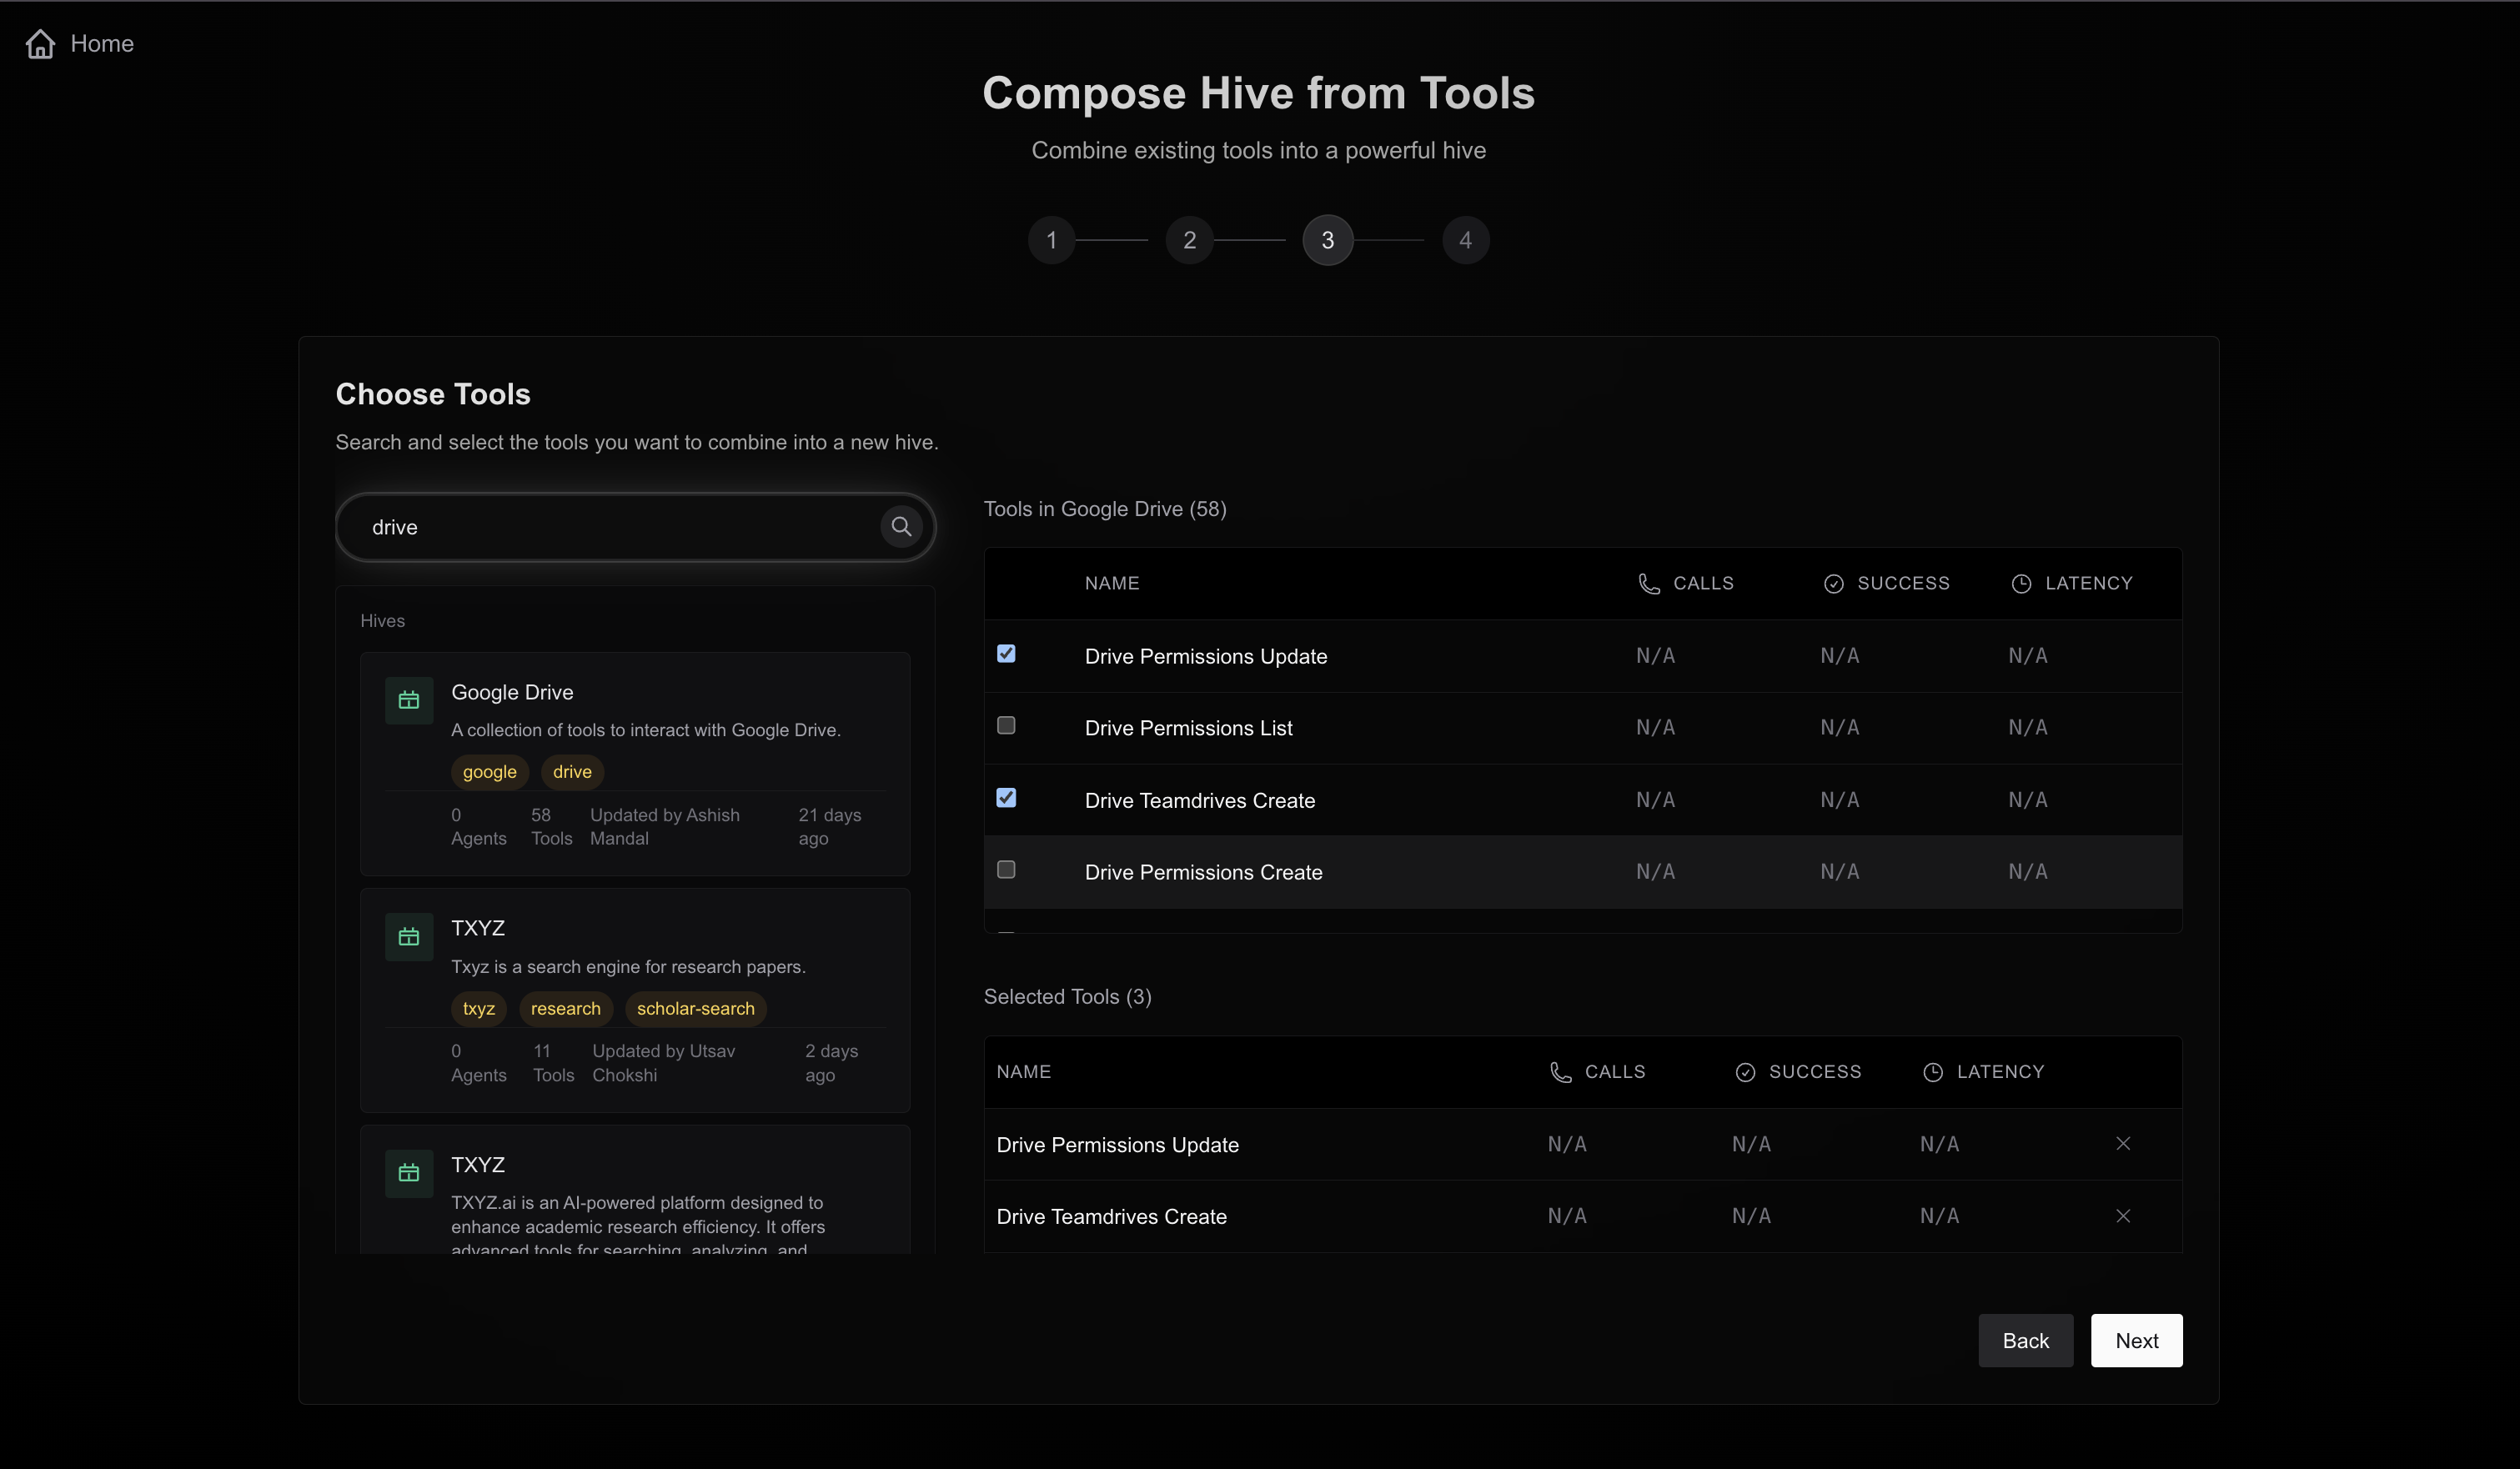 Home
Compose Hive from Tools
Combine existing tools into a powerful hive
1 2 3 4
Choose Tools
Search and select the tools you want to combine into a new hive.
drive
Hives
Google Drive
A collection of tools to interact with Google Drive.
google drive
0 Agents
58 Tools
Updated by Ashish Mandal
21 days ago
TXYZ
Txyz is a search engine for research papers.
txyz research scholar-search
0 Agents
11 Tools
Updated by Utsav Chokshi
2 days ago
TXYZ
TXYZ.ai is an AI-powered platform designed to
enhance academic research efficiency. It offers
advanced tools for searching, analyzing, and
Tools in Google Drive (58)
NAME CALLS SUCCESS LATENCY
Drive Permissions Update N/A N/A N/A
Drive Permissions List N/A N/A N/A
Drive Teamdrives Create N/A N/A N/A
Drive Permissions Create N/A N/A N/A
Selected Tools (3)
NAME CALLS SUCCESS LATENCY
Drive Permissions Update N/A N/A N/A
Drive Teamdrives Create N/A N/A N/A
Back Next